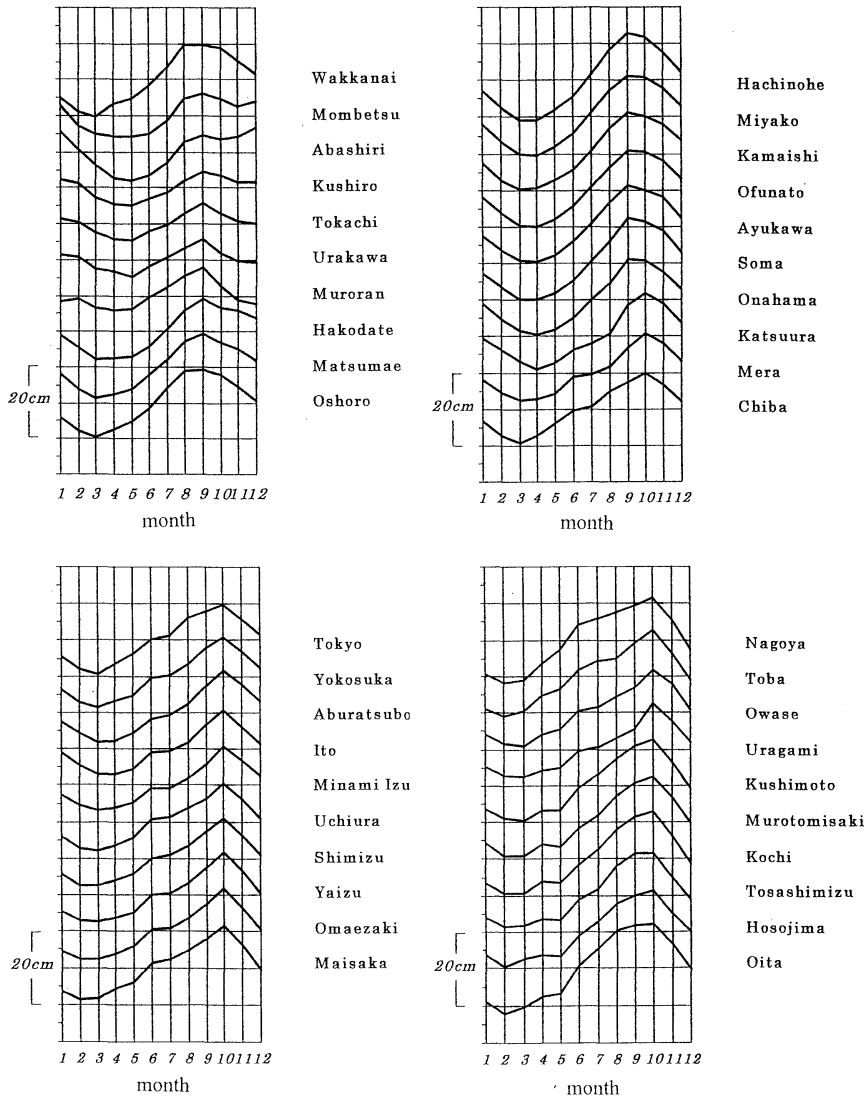 Wakkanai
Mombetsu
Abashiri
Kushiro
Tokachi
Urakawa
Muroran
Hakodate
Matsumae
Oshoro
20cm
1 2 3 4 5 6 7 8 9 10 11 12
month
Hachinohe
Miyako
Kamaishi
Ofunato
Ayukawa
Soma
Onahama
Katsuura
Mera
Chiba
20cm
1 2 3 4 5 6 7 8 9 10 11 12
month
Tokyo
Yokosuka
Aburatsubo
Ito
Minami Izu
Uchiura
Shimizu
Yaizu
Omaezaki
Maisaka
20cm
1 2 3 4 5 6 7 8 9 10 11 12
month
Nagoya
Toba
Owase
Uragami
Kushimoto
Murotomisaki
Kochi
Tosashimizu
Hosojima
Oita
20cm
1 2 3 4 5 6 7 8 9 10 11 12
month